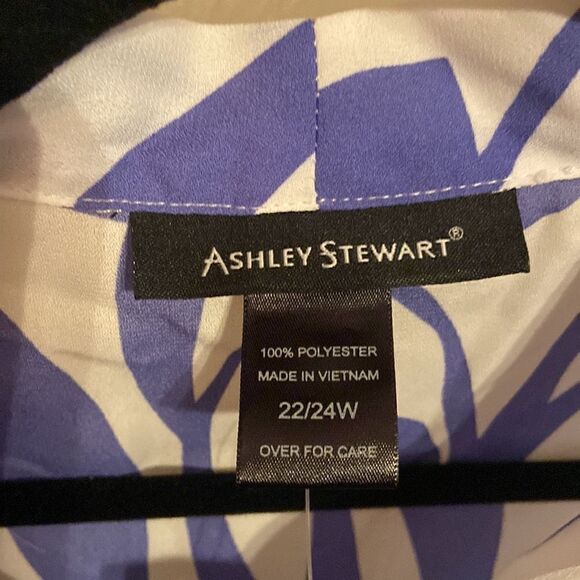 ASHLEY STEWART®
100% POLYESTER
MADE IN VIETNAM
22/24W
OVER FOR CARE